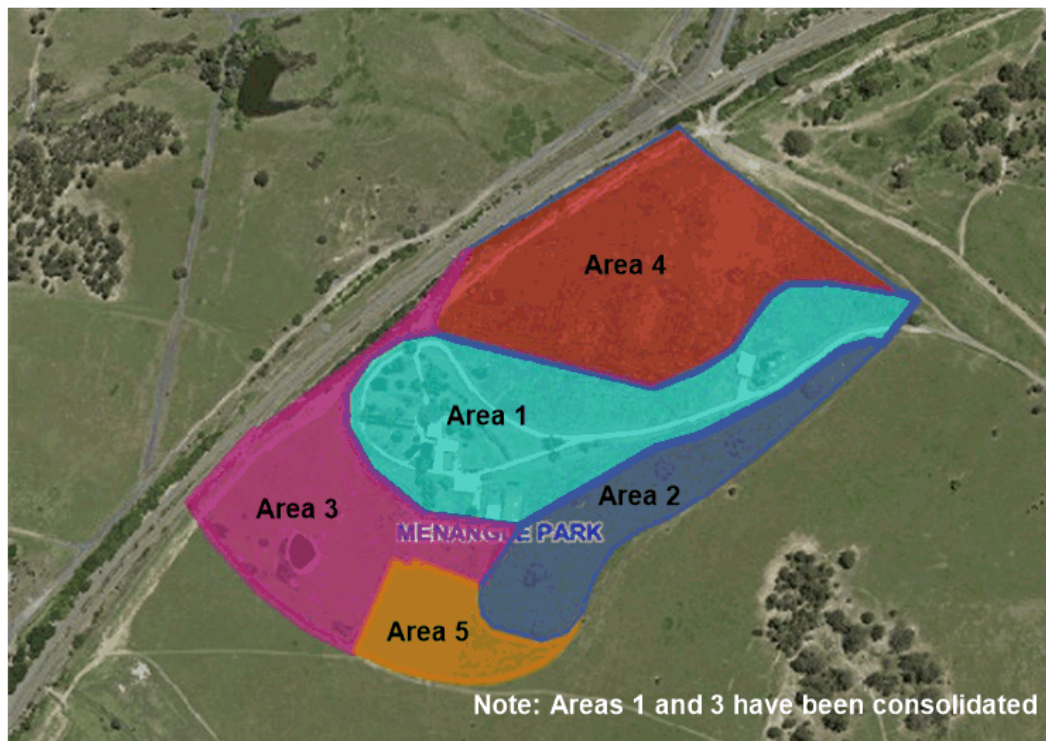 Area 4
Area 1
Area 2
Area 3
MENANGLE PARK
Area 5
Note: Areas 1 and 3 have been consolidated